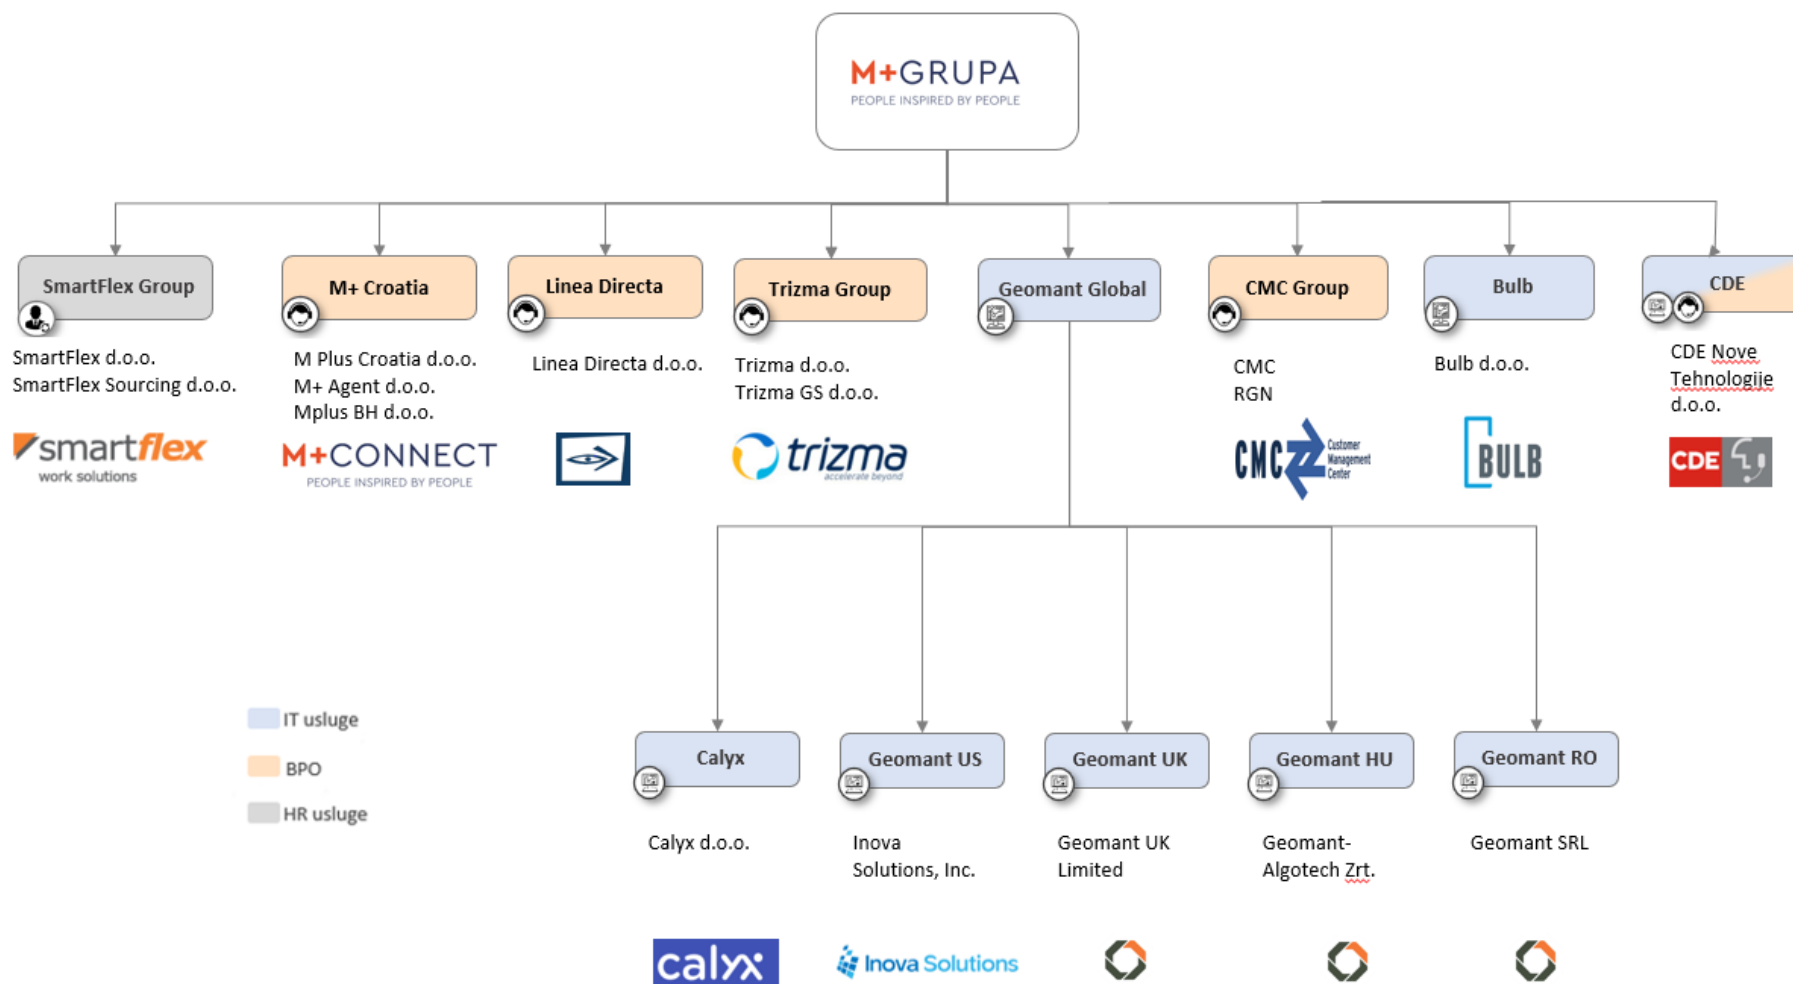 M+GRUPA
PEOPLE INSPIRED BY PEOPLE
SmartFlex Group
M+ Croatia
Linea Directa
Trizma Group
Geomant Global
CMC Group
Bulb
CDE
SmartFlex d.o.o.
SmartFlex Sourcing d.o.o.
M Plus Croatia d.o.o.
M+ Agent d.o.o.
Mplus BH d.o.o.
Linea Directa d.o.o.
Trizma d.o.o.
Trizma GS d.o.o.
CMC
RGN
Bulb d.o.o.
CDE Nove
Tehnologije
d.o.o.
smartflex
work solutions
M+CONNECT
PEOPLE INSPIRED BY PEOPLE
trizma
accelerate beyond
CMC
Customer
Management
Center
BULB
CDE
IT usluge
BPO
HR usluge
Calyx
Geomant US
Geomant UK
Geomant HU
Geomant RO
Calyx d.o.o.
Inova
Solutions, Inc.
Geomant UK
Limited
Geomant-
Algotech Zrt.
Geomant SRL
calyx
Inova Solutions